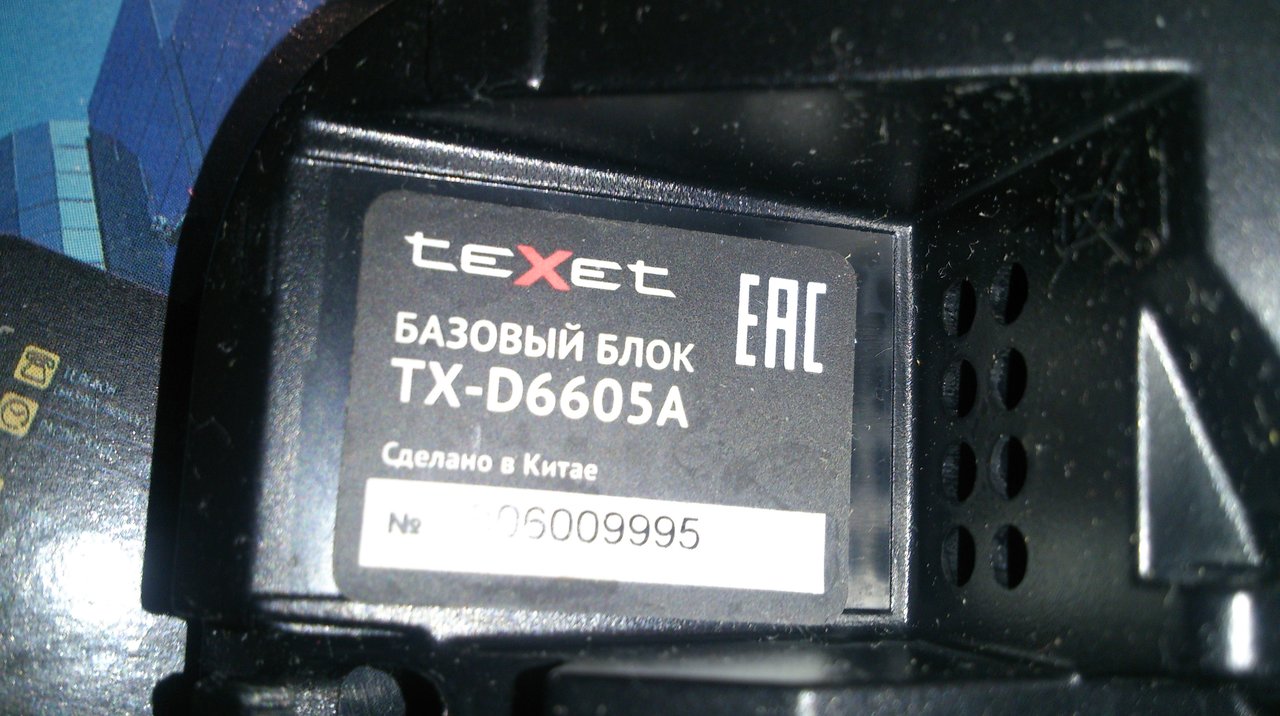 teXet
EAC
БАЗОВЫЙ БЛОК
TX-D6605A
Сделано в Китае
№ 06009995